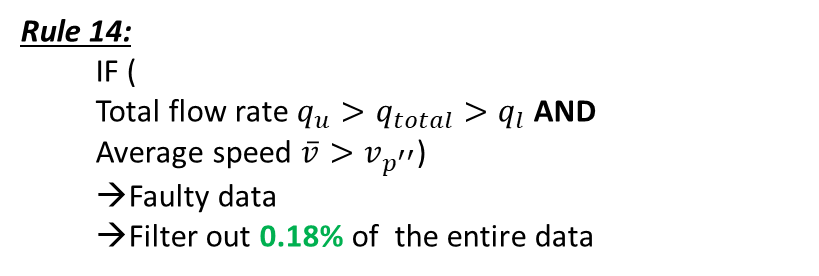 Rule 14:
IF (
Total flow rate q_u > q_total > q_l AND
Average speed v̄ > v_p'')
→Faulty data
→Filter out 0.18% of the entire data